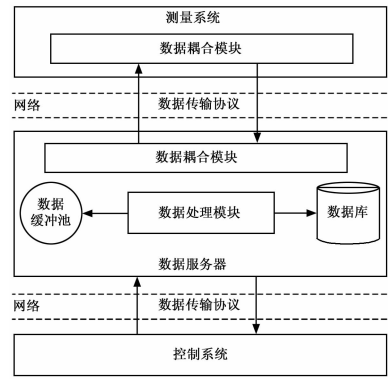 测量系统
数据耦合模块
网络
数据传输协议
数据耦合模块
数据
缓冲池
数据处理模块
数据库
数据服务器
网络
数据传输协议
控制系统